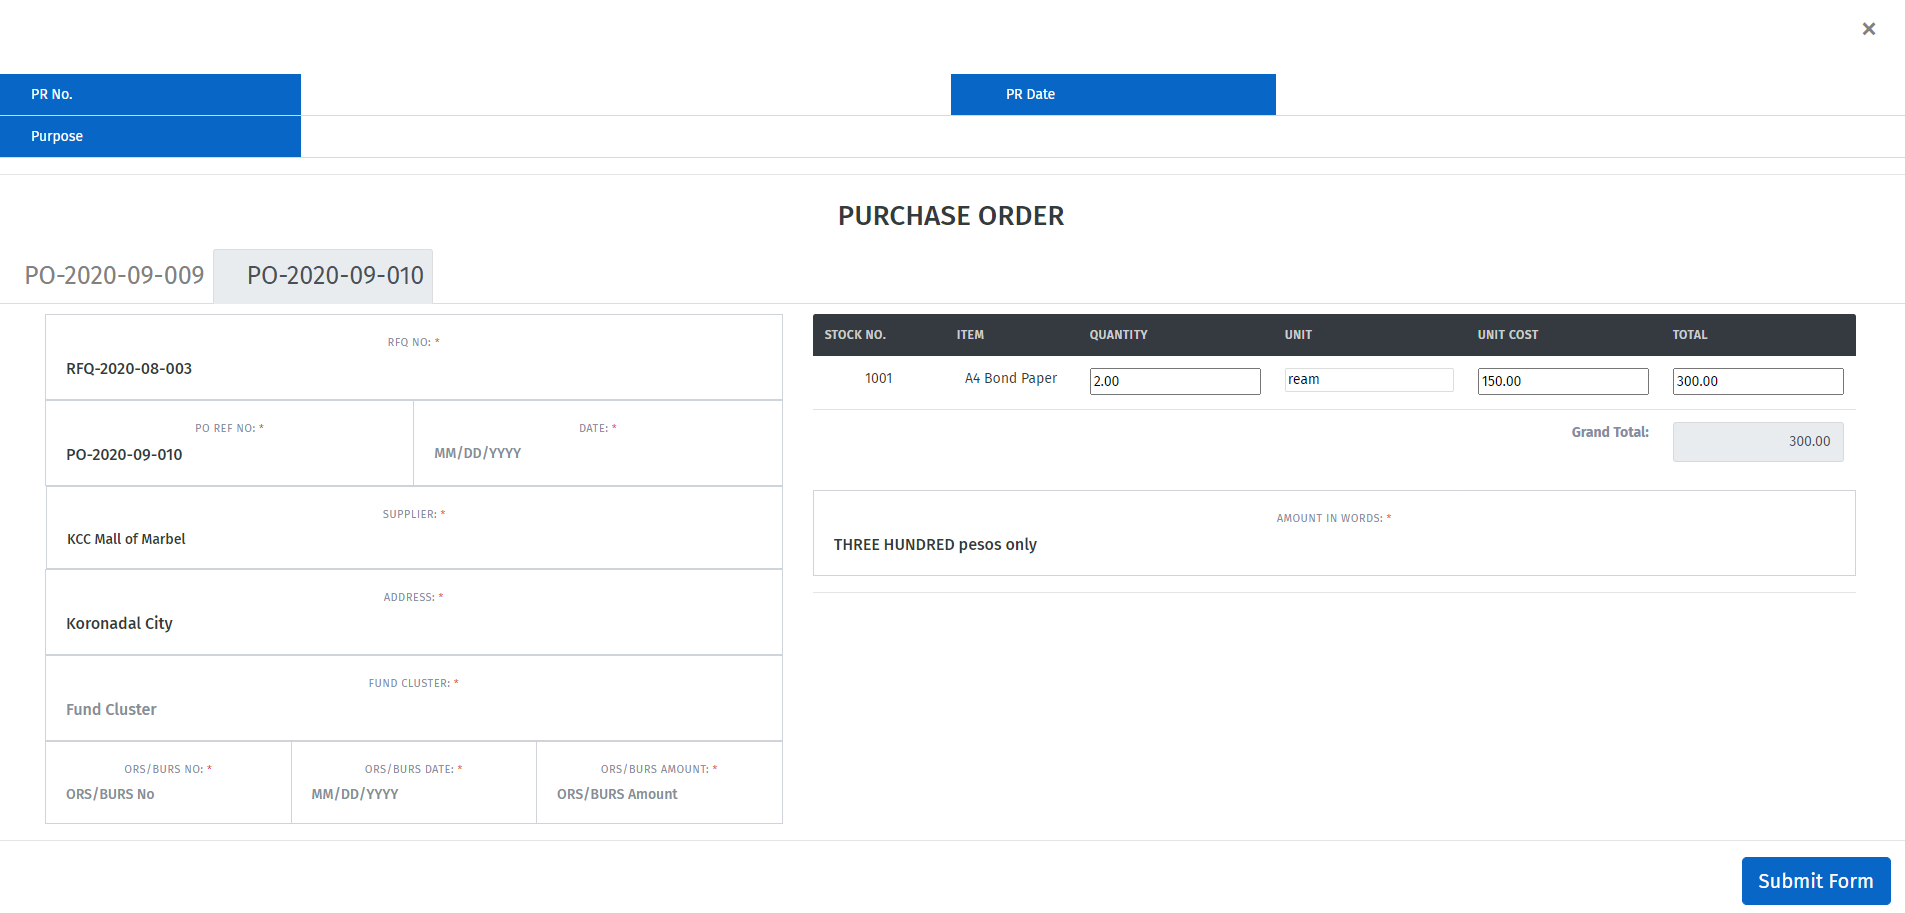 ×
PR No.
PR Date
Purpose
PURCHASE ORDER
PO-2020-09-009
PO-2020-09-010
RFQ NO: *
RFQ-2020-08-003
PO REF NO: *
PO-2020-09-010
DATE: *
MM/DD/YYYY
SUPPLIER: *
KCC Mall of Marbel
ADDRESS: *
Koronadal City
FUND CLUSTER: *
Fund Cluster
ORS/BURS NO: *
ORS/BURS No
ORS/BURS DATE: *
MM/DD/YYYY
ORS/BURS AMOUNT: *
ORS/BURS Amount
STOCK NO. ITEM QUANTITY UNIT UNIT COST TOTAL
1001 A4 Bond Paper 2.00 ream 150.00 300.00
Grand Total: 300.00
AMOUNT IN WORDS: *
THREE HUNDRED pesos only
Submit Form